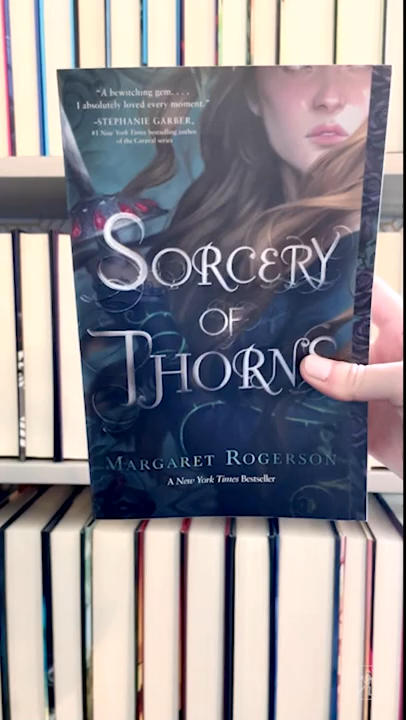 "A bewitching gem. . . .
I absolutely loved every moment."
–STEPHANIE GARBER,
#1 New York Times bestselling author
of the Caraval series
SORCERY
OF
THORNS
MARGARET ROGERSON
A New York Times Bestseller